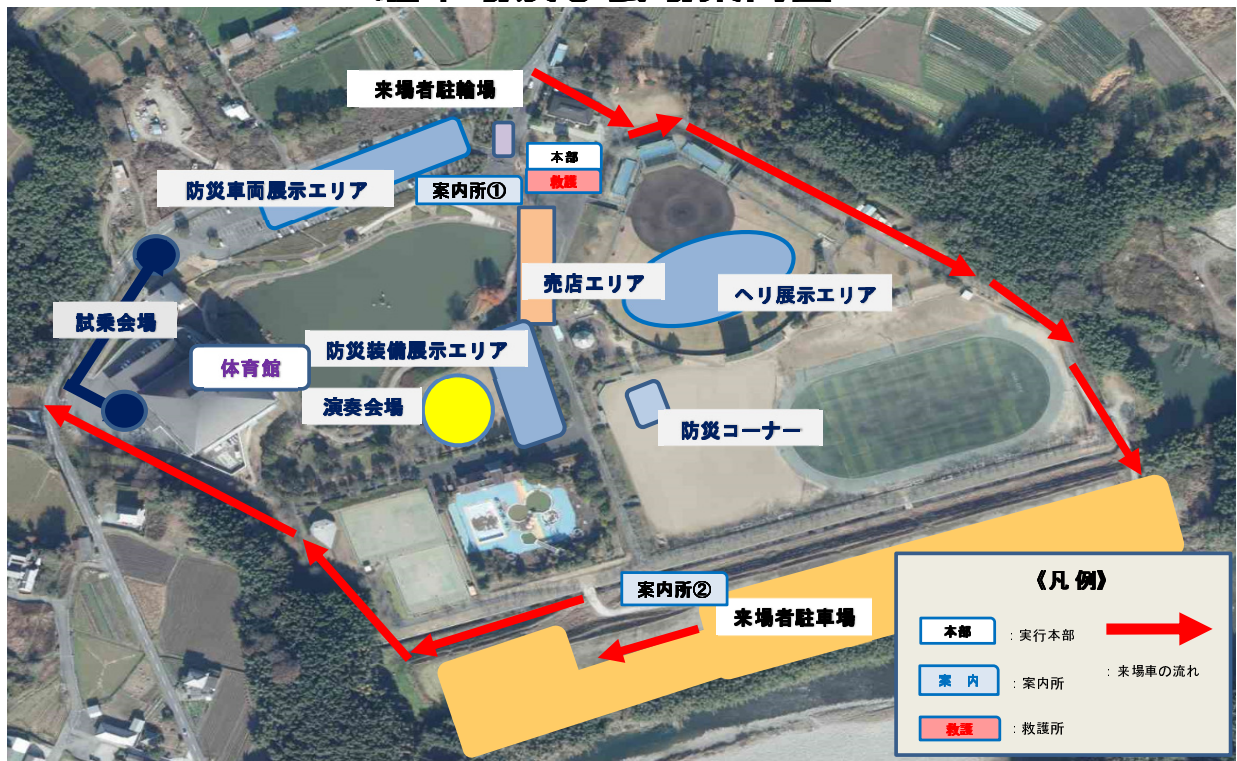 来場者駐輪場
本部
救護
防災車両展示エリア
案内所①
売店エリア
ヘリ展示エリア
試乗会場
防災装備展示エリア
体育館
演奏会場
防災コーナー
案内所②
来場者駐車場
《凡 例》
本部
：実行本部
案 内
：案内所
：来場車の流れ
救護
：救護所